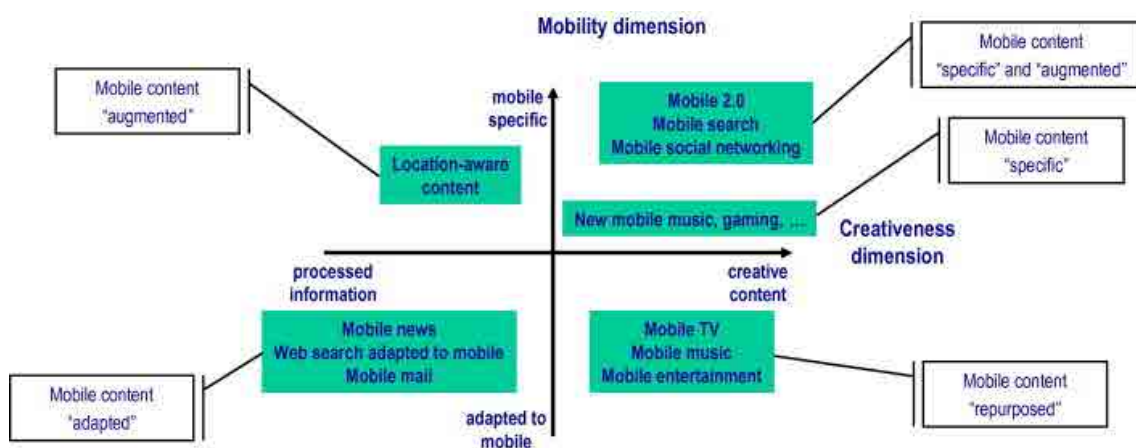 Mobility dimension
Mobile content
"specific" and "augmented"
Mobile content
"augmented"
mobile
specific
Mobile 2.0
Mobile search
Mobile social networking
Mobile content
"specific"
Location-aware
content
New mobile music, gaming, …
Creativeness
dimension
processed
information
creative
content
Mobile news
Web search adapted to mobile
Mobile mail
Mobile TV
Mobile music
Mobile entertainment
Mobile content
"adapted"
adapted to
mobile
Mobile content
"repurposed"